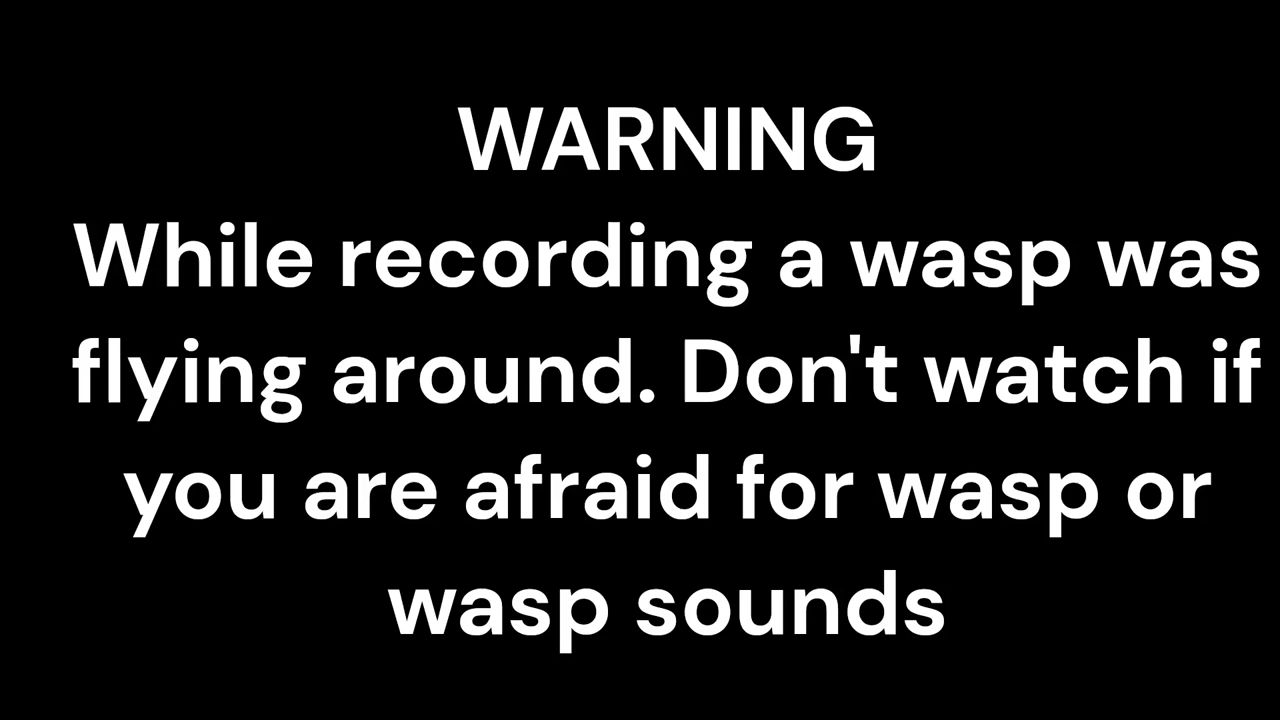 WARNING
While recording a wasp was
flying around. Don't watch if
you are afraid for wasp or
wasp sounds